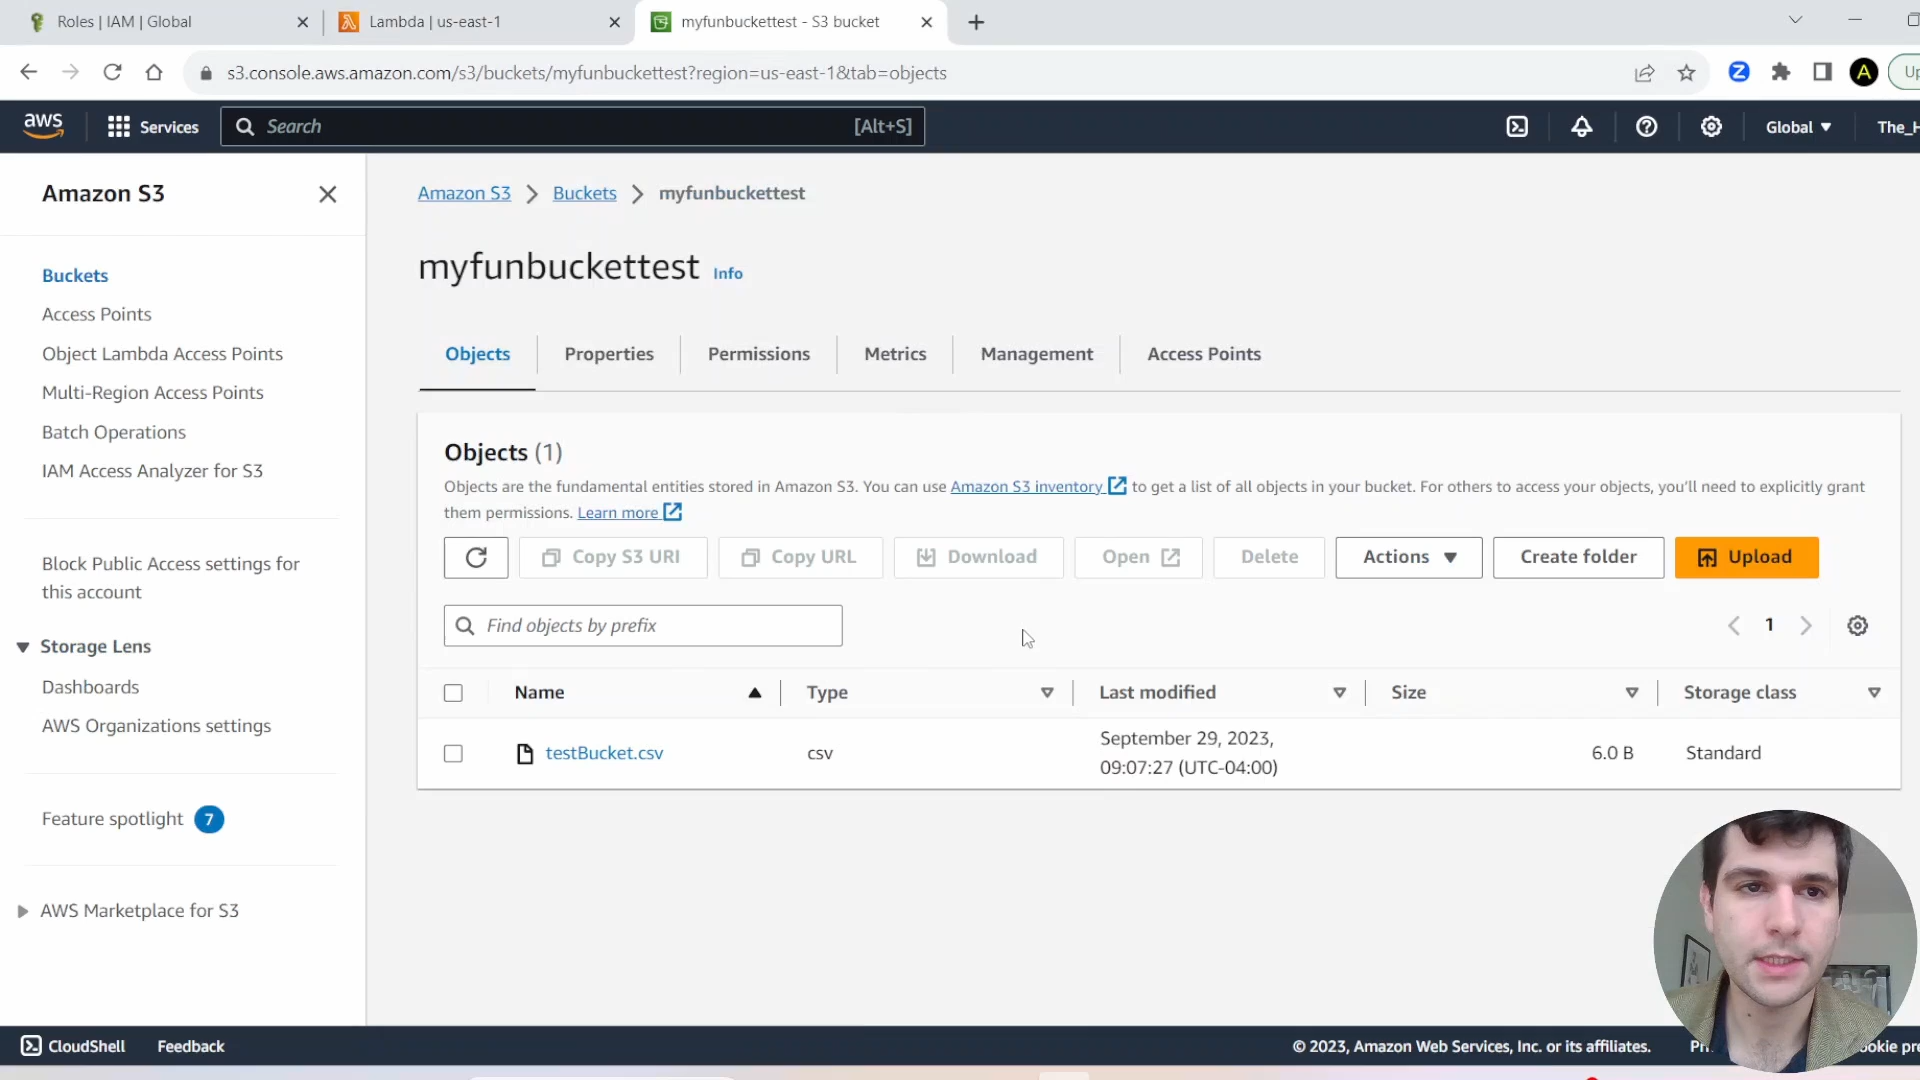 Roles | IAM | Global
Lambda | us-east-1
myfunbuckettest - S3 bucket
s3.console.aws.amazon.com/s3/buckets/myfunbuckettest?region=us-east-1&tab=objects
Z
A
aws
Services
Search
[Alt+S]
Global
Amazon S3
Buckets
Access Points
Object Lambda Access Points
Multi-Region Access Points
Batch Operations
IAM Access Analyzer for S3
Block Public Access settings for
this account
Storage Lens
Dashboards
AWS Organizations settings
Feature spotlight 7
AWS Marketplace for S3
Amazon S3 > Buckets > myfunbuckettest
myfunbuckettest Info
Objects
Properties
Permissions
Metrics
Management
Access Points
Objects (1)
Objects are the fundamental entities stored in Amazon S3. You can use Amazon S3 inventory to get a list of all objects in your bucket. For others to access your objects, you'll need to explicitly grant
them permissions. Learn more
Copy S3 URI
Copy URL
Download
Open
Delete
Actions
Create folder
Upload
Find objects by prefix
1
Name
Type
Last modified
Size
Storage class
testBucket.csv
csv
September 29, 2023,
09:07:27 (UTC-04:00)
6.0 B
Standard
CloudShell
Feedback
© 2023, Amazon Web Services, Inc. or its affiliates.